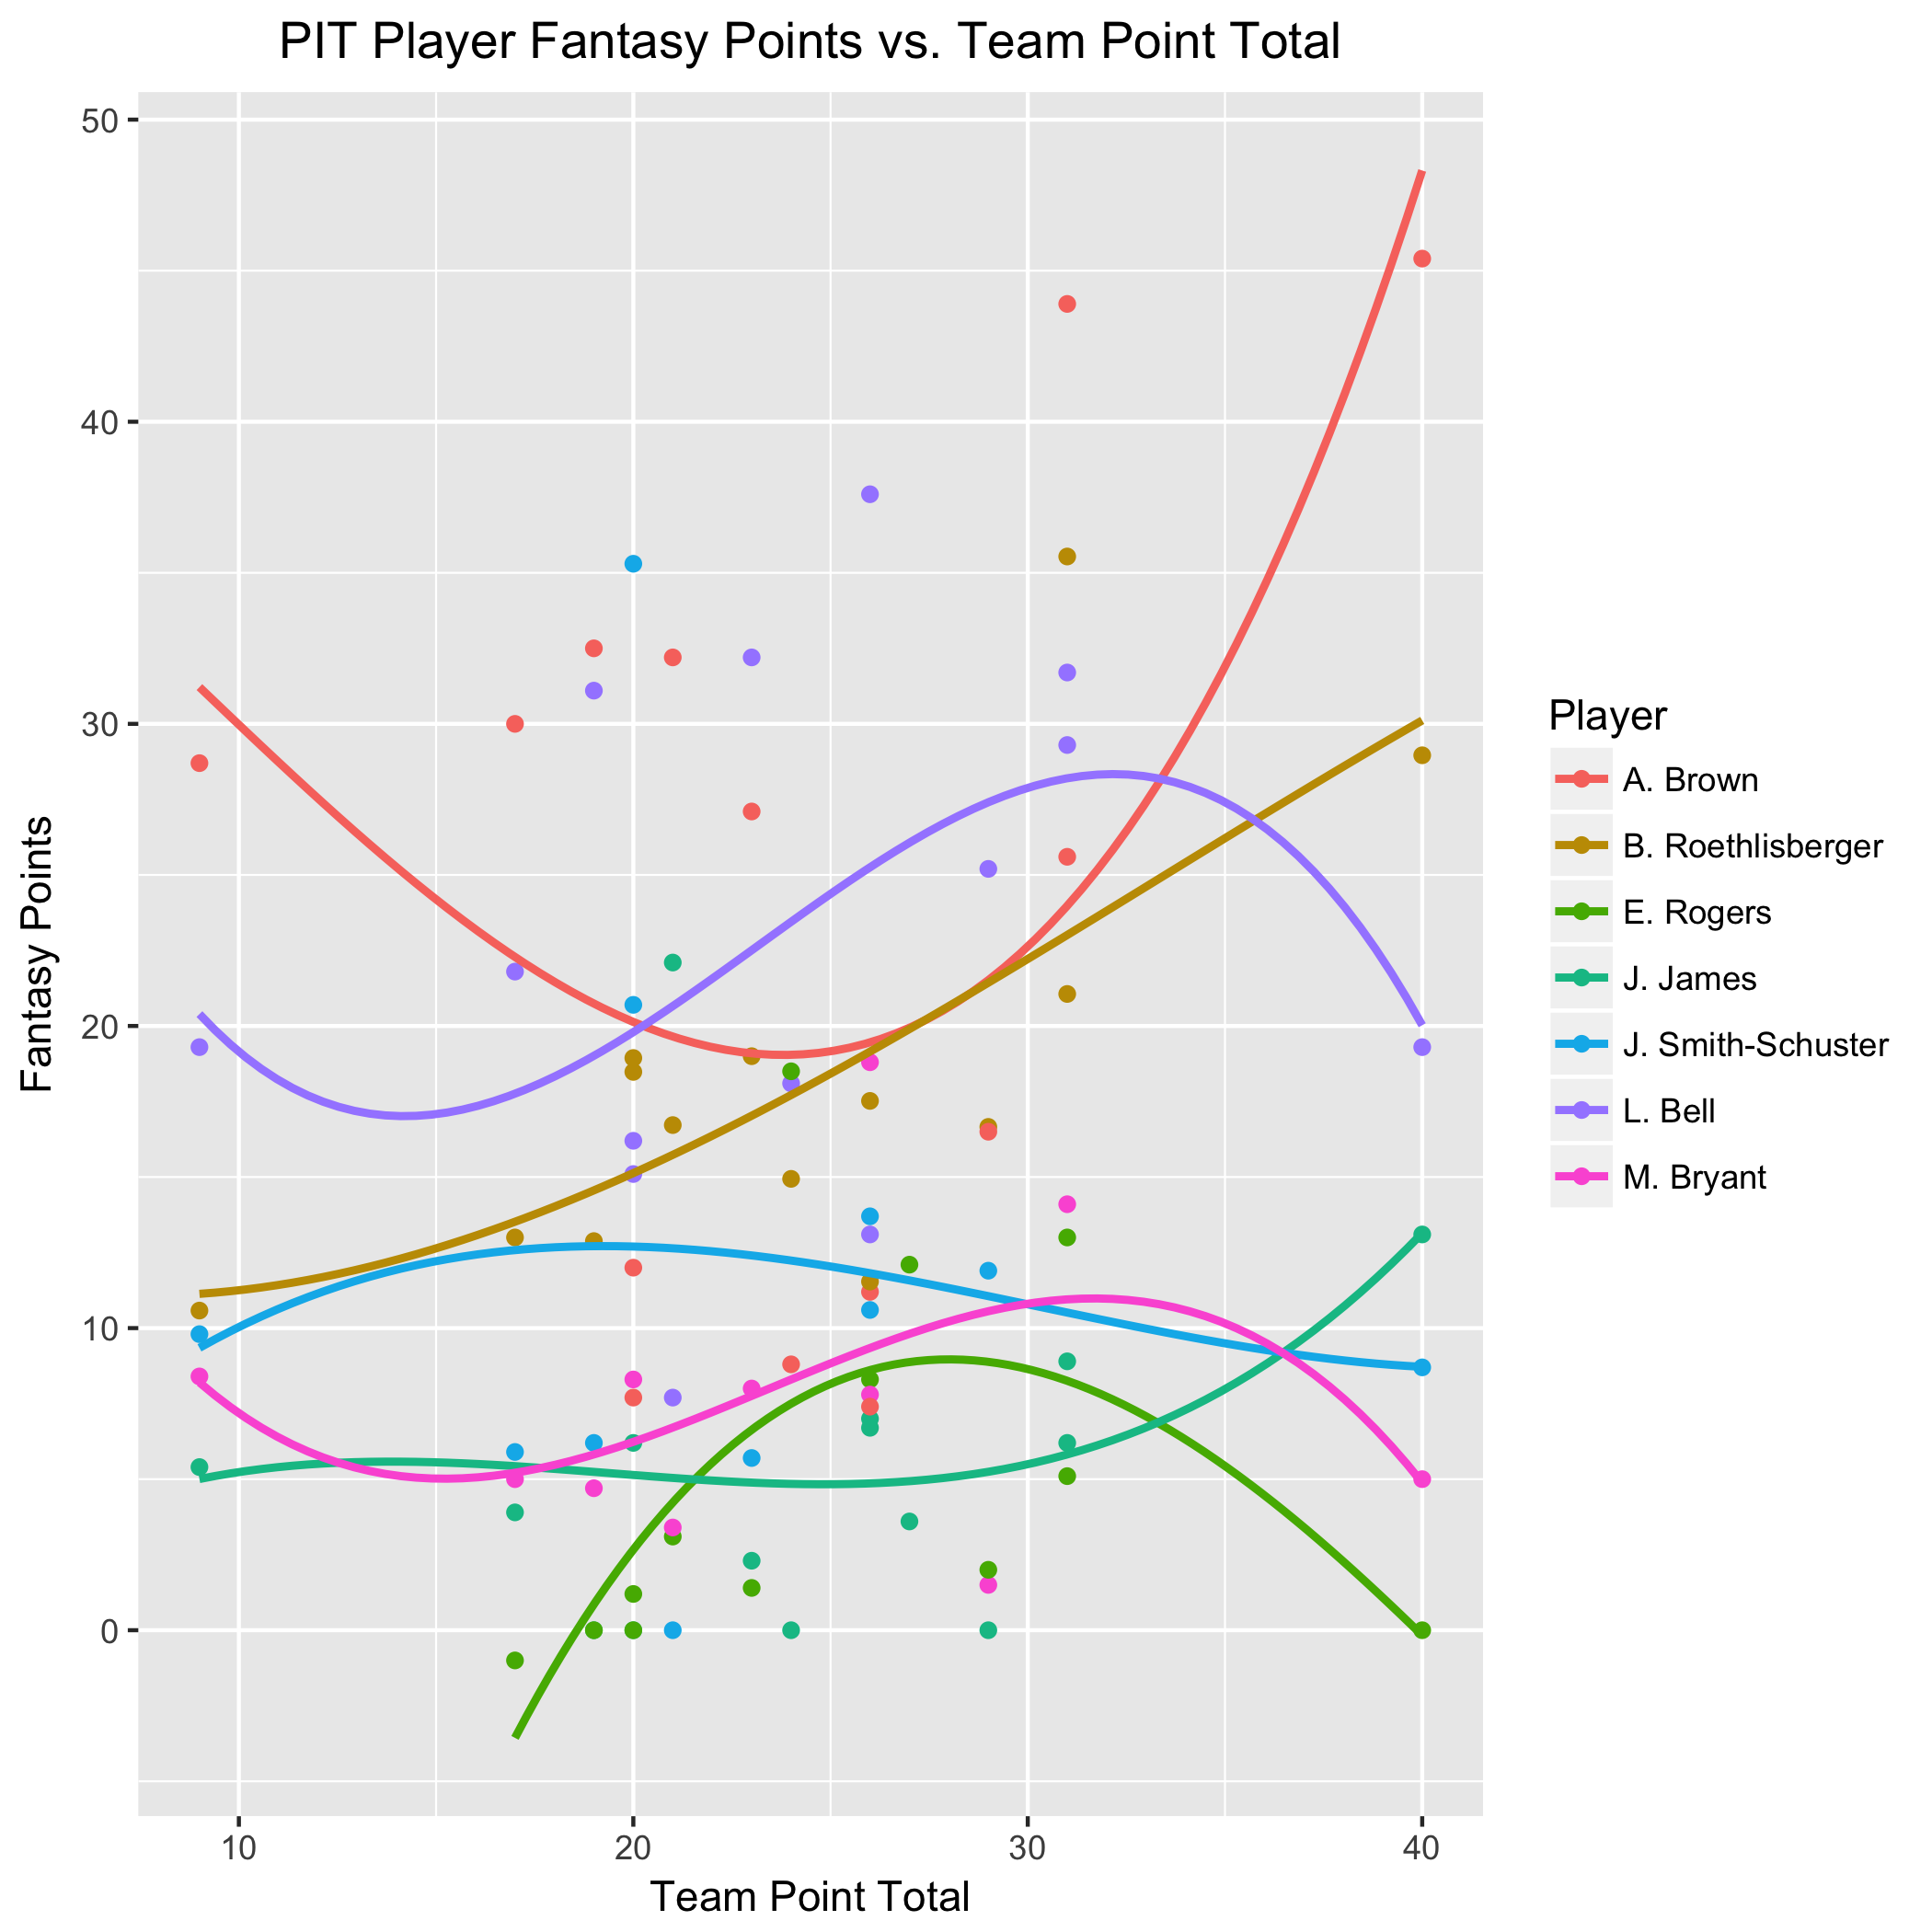 PIT Player Fantasy Points vs. Team Point Total
50
40
30
20
10
0
Fantasy Points
10
20
30
40
Team Point Total
Player
A. Brown
B. Roethlisberger
E. Rogers
J. James
J. Smith-Schuster
L. Bell
M. Bryant